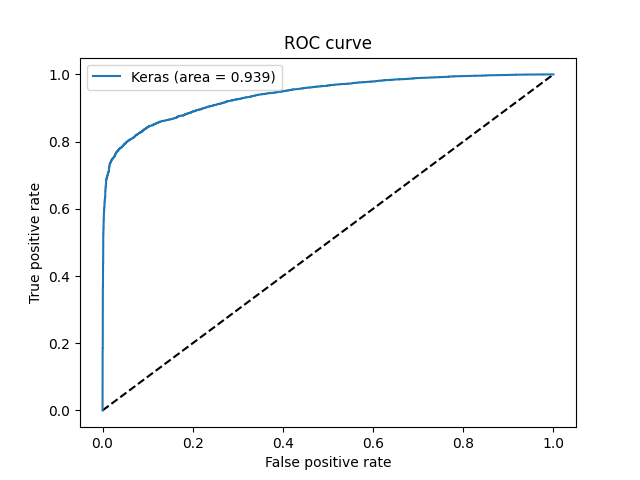 ROC curve
Keras (area = 0.939)
1.0
0.8
0.6
0.4
0.2
0.0
True positive rate
0.0 0.2 0.4 0.6 0.8 1.0
False positive rate